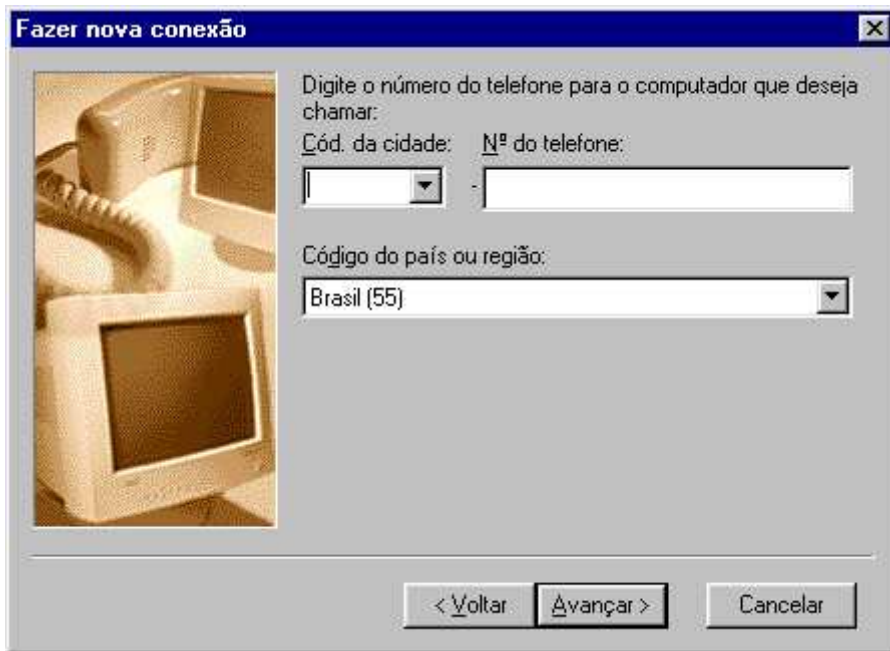 Fazer nova conexão
Digite o número do telefone para o computador que deseja
chamar:
Cód. da cidade: Nº do telefone:
-
Código do país ou região:
Brasil (55)
< Voltar Avançar > Cancelar